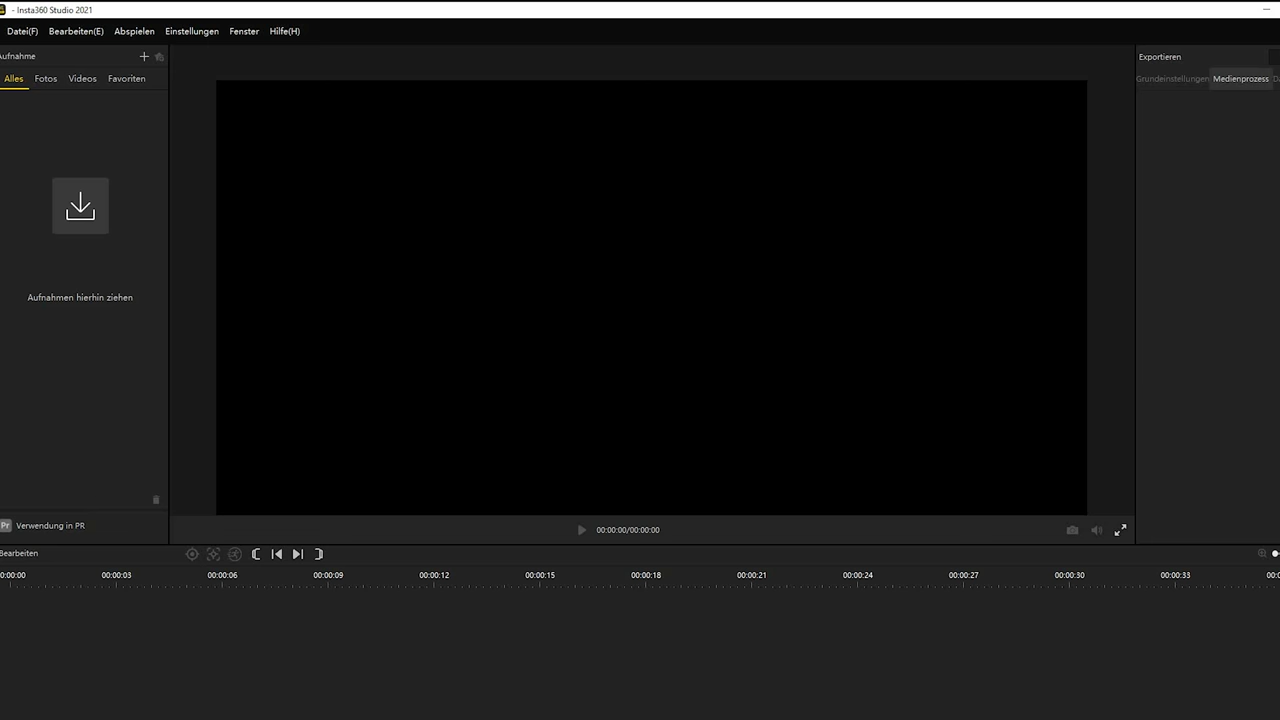 - Insta360 Studio 2021
Datei(F) Bearbeiten(E) Abspielen Einstellungen Fenster Hilfe(H)
Aufnahme
Exportieren
Alles Fotos Videos Favoriten
Grundeinstellungen Medienprozess
Aufnahmen hierhin ziehen
Pr Verwendung in PR
00:00:00/00:00:00
Bearbeiten
0:00:00 00:00:03 00:00:06 00:00:09 00:00:12 00:00:15 00:00:18 00:00:21 00:00:24 00:00:27 00:00:30 00:00:33